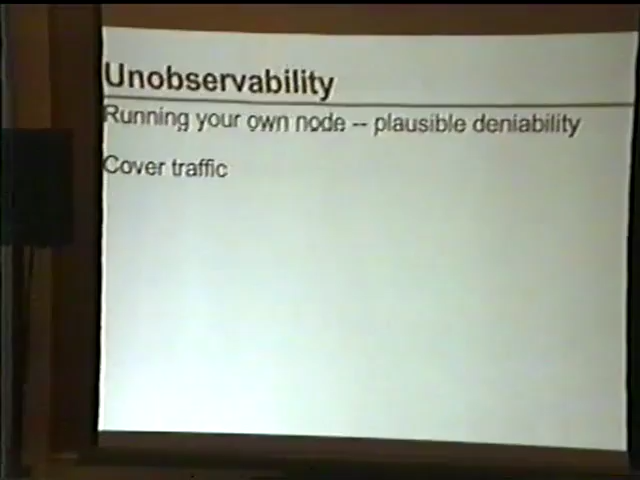 Unobservability
Running your own node -- plausible deniability
Cover traffic